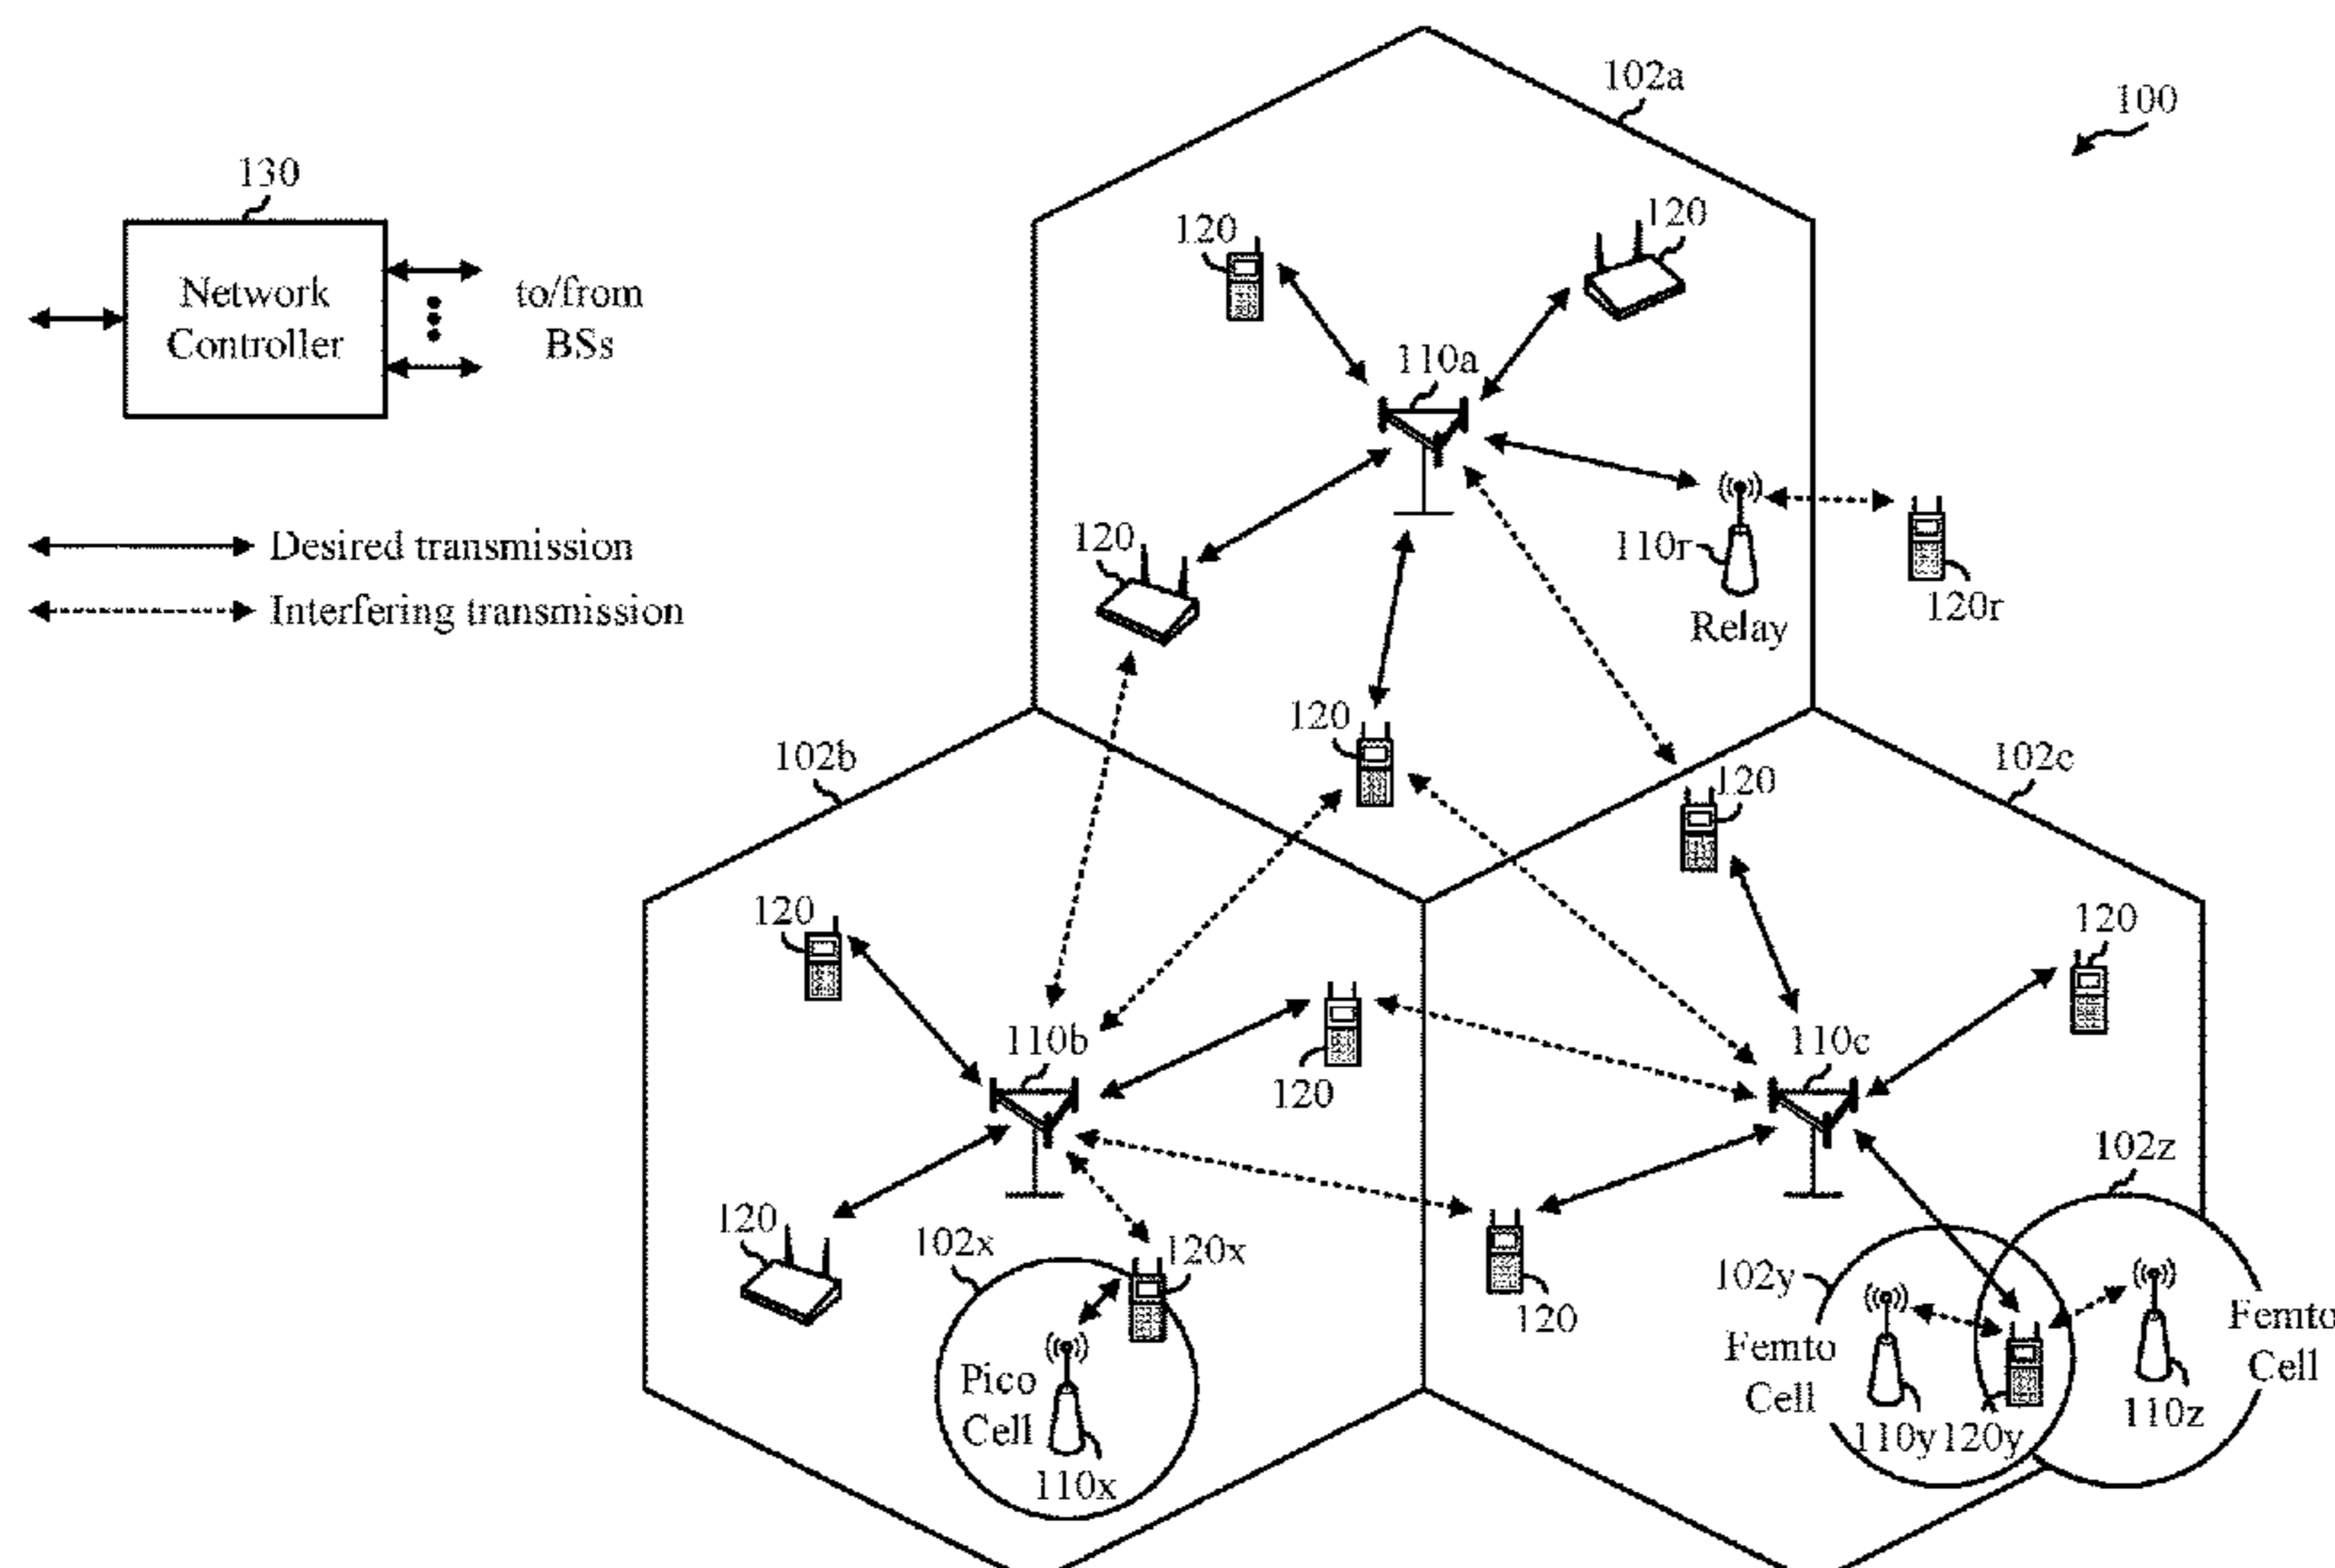 102a
100
130
120
120
Network
Controller
to/from
BSs
110a
Desired transmission
Interfering transmission
120
110r
Relay
120r
120
102b
120
102c
120
120
110b
120
110c
102z
120
102x
120x
102y
120
Femto
Cell
Femto
Cell
Pico
Cell
110x
110y
120y
110z